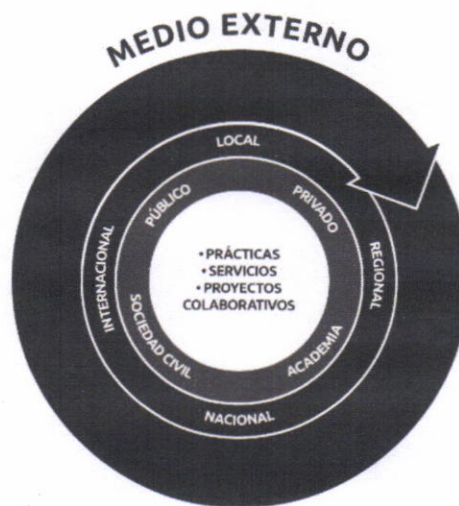 MEDIO EXTERNO
LOCAL
PÚBLICO
PRIVADO
INTERNACIONAL
REGIONAL
•PRÁCTICAS
•SERVICIOS
•PROYECTOS
COLABORATIVOS
SOCIEDAD CIVIL
ACADEMIA
NACIONAL